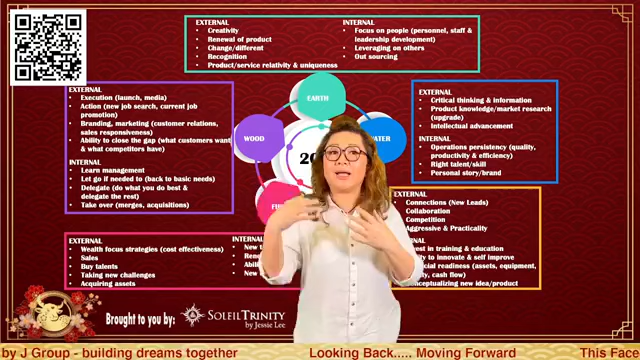 EXTERNAL
• Creativity
• Renewal of product
• Change/different
• Recognition
• Product/service relativity & uniqueness
INTERNAL
• Focus on people (personnel, staff &
leadership development)
• Leveraging on others
• Out sourcing
EARTH
WOOD
EXTERNAL
• Execution (launch, media)
• Action (new job search, current job
promotion)
• Branding, marketing (customer relations,
sales responsiveness)
• Ability to close the gap (what customers want
& what competitors have)
INTERNAL
• Learn management
• Let go if needed to (back to basic
needs)
• Delegate (do what you do best &
delegate the rest)
• Take over (merges, acquisitions)
EXTERNAL
• Critical thinking & information
• Product knowledge/market research
(upgrade)
• Intellectual advancement
INTERNAL
• Operations persistency (quality,
productivity & efficiency)
• Right talent/skill
• Personal story/brand
EXTERNAL
• Connections (New Leads)
• Collaboration
• Competition
Aggressive & Practicality
in training & education
to innovate & self improve
readiness (assets, equipment,
cash flow)
new idea/product
EXTERNAL
• Wealth focus strategies (cost effectiveness)
• Sales
• Buy talents
• Taking new challenges
• Acquiring assets
• New
• New
Brought to you by:
SOLEIL TRINITY
by Jessie Lee
by J Group - building dreams together
Looking Back..... Moving Forward
This Face